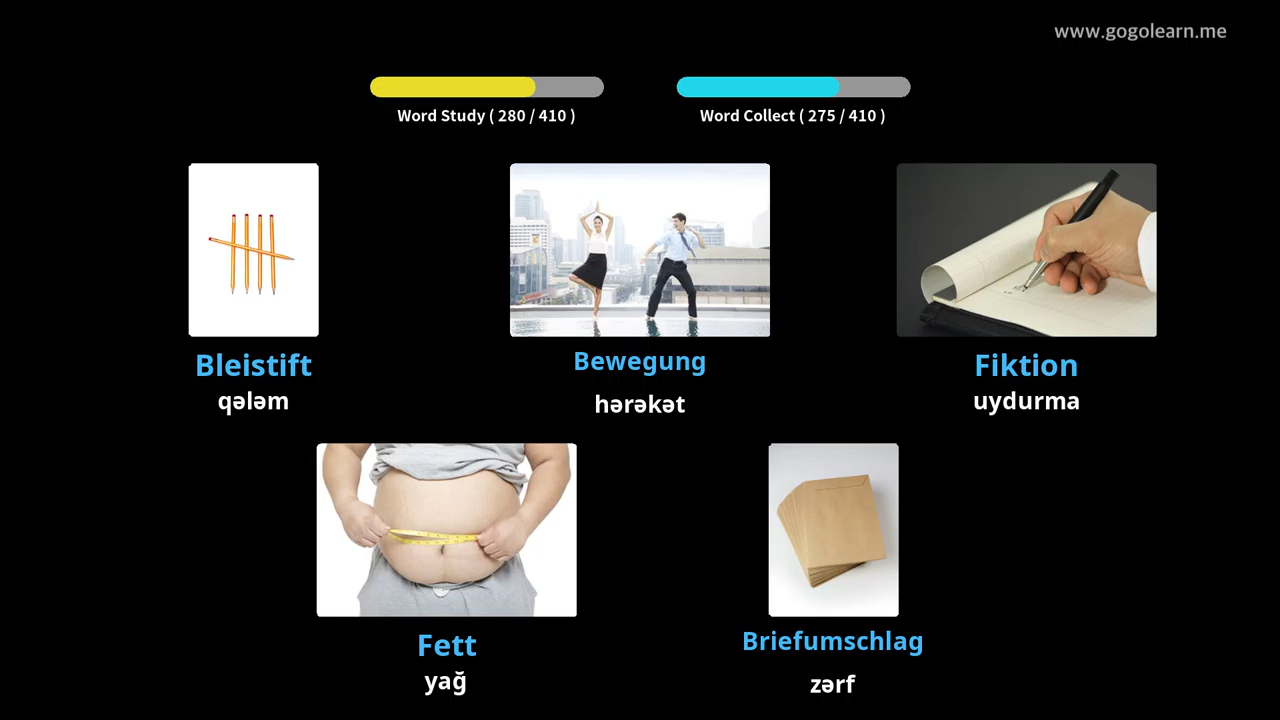 www.gogolearn.me
Word Study ( 280 / 410 )
Word Collect ( 275 / 410 )
Bleistift
qələm
Bewegung
hərəkət
Fiktion
uydurma
Fett
yağ
Briefumschlag
zərf